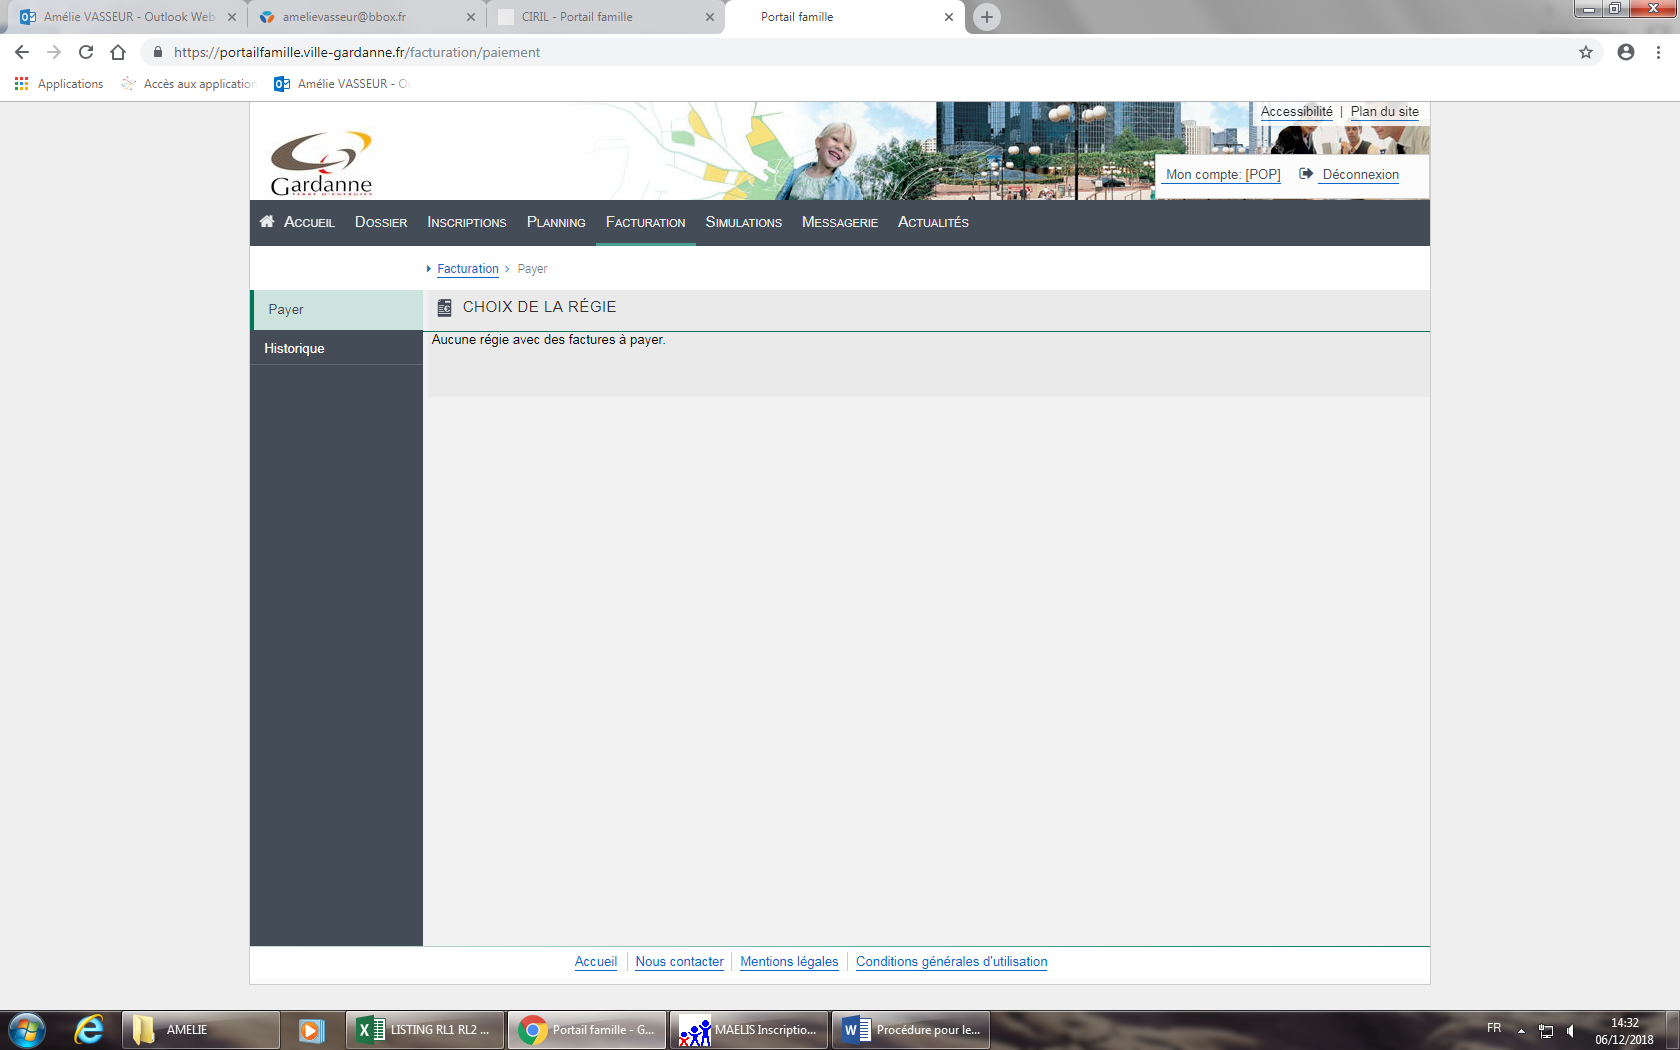 Amélie VASSEUR - Outlook Web
amelievasseur@bbox.fr
CIRIL - Portail famille
Portail famille
https://portailfamille.ville-gardanne.fr/facturation/paiement
Applications
Accès aux application
Amélie VASSEUR - O
Accessibilité | Plan du site
Gardanne
Mon compte: [POP]
Déconnexion
Accueil
Dossier
Inscriptions
Planning
Facturation
Simulations
Messagerie
Actualités
Facturation > Payer
Payer
Historique
CHOIX DE LA RÉGIE
Aucune régie avec des factures à payer.
Accueil
Nous contacter
Mentions légales
Conditions générales d'utilisation
AMELIE
LISTING RL1 RL2 ...
Portail famille - G...
MAELIS Inscriptio...
Procédure pour le...
FR
14:32
06/12/2018